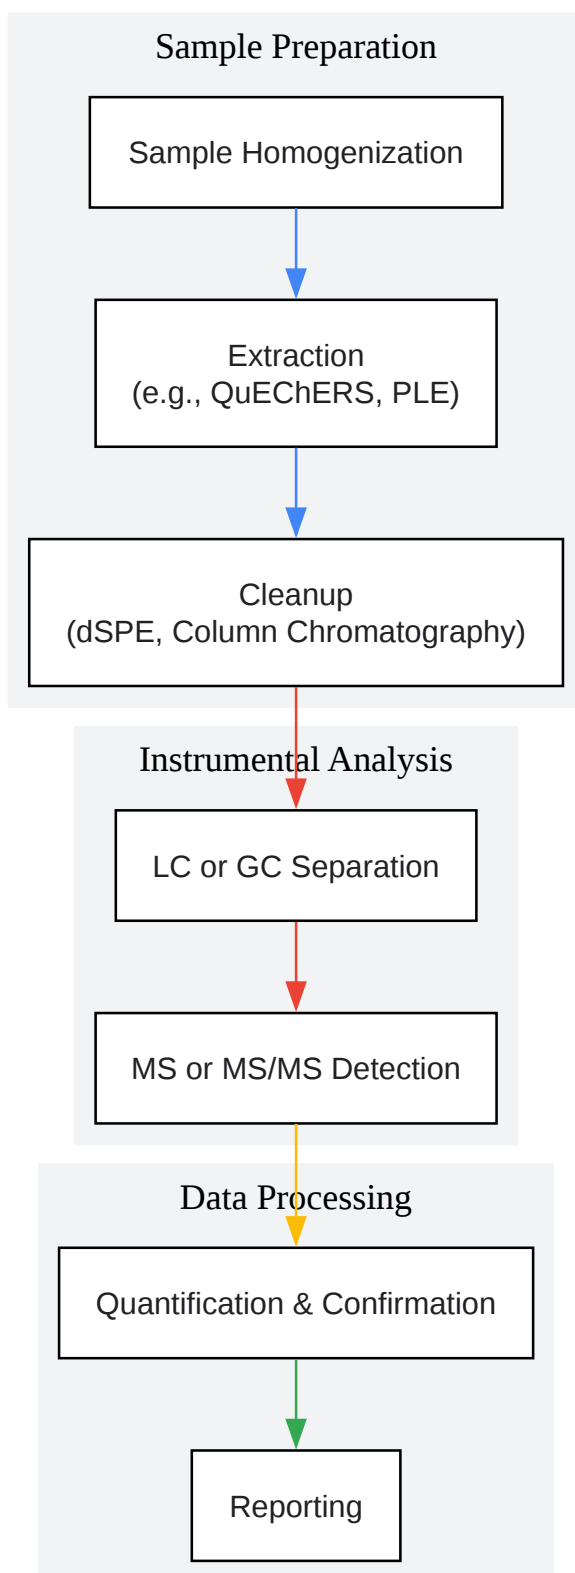 Sample Preparation
Sample Homogenization
Extraction
(e.g., QuEChERS, PLE)
Cleanup
(dSPE, Column Chromatography)
Instrumental Analysis
LC or GC Separation
MS or MS/MS Detection
Data Processing
Quantification & Confirmation
Reporting